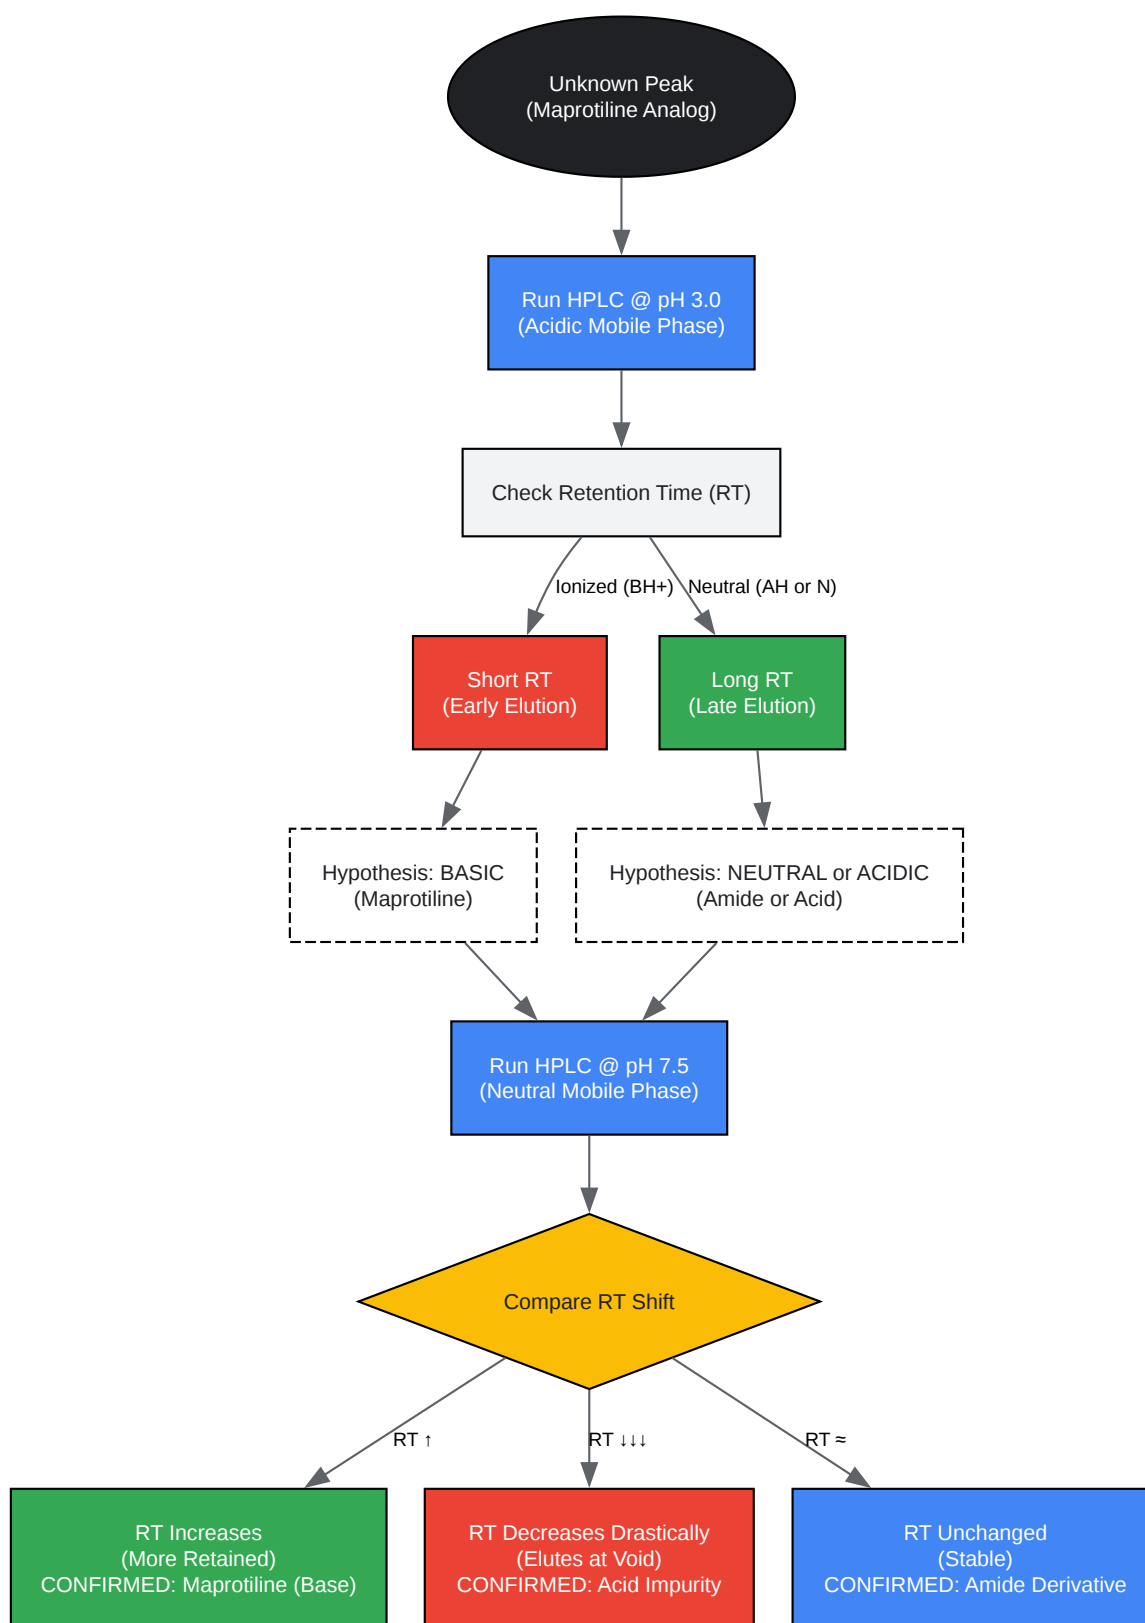 Unknown Peak
(Maprotiline Analog)
Run HPLC @ pH 3.0
(Acidic Mobile Phase)
Check Retention Time (RT)
Ionized (BH+)
Neutral (AH or N)
Short RT
(Early Elution)
Long RT
(Late Elution)
Hypothesis: BASIC
(Maprotiline)
Hypothesis: NEUTRAL or ACIDIC
(Amide or Acid)
Run HPLC @ pH 7.5
(Neutral Mobile Phase)
Compare RT Shift
RT ↑
RT ↓↓↓
RT ≈
RT Increases
(More Retained)
CONFIRMED: Maprotiline (Base)
RT Decreases Drastically
(Elutes at Void)
CONFIRMED: Acid Impurity
RT Unchanged
(Stable)
CONFIRMED: Amide Derivative